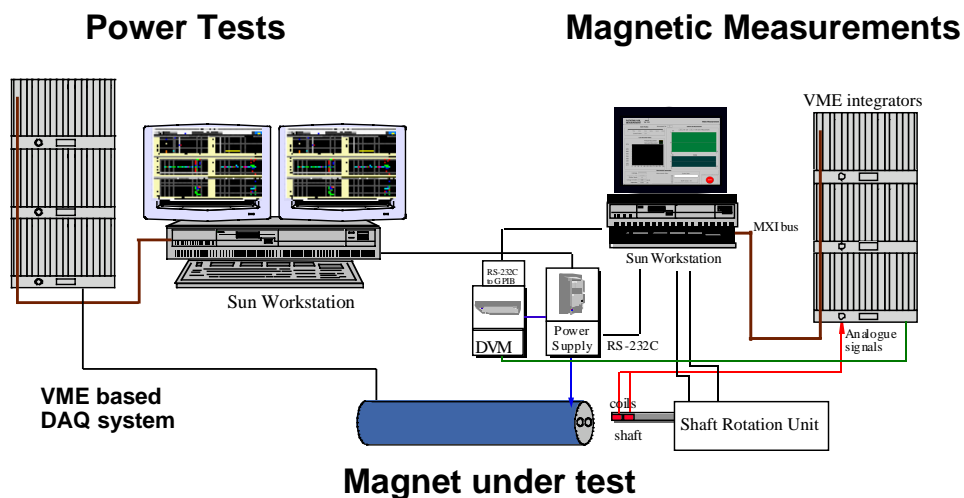 Power Tests
Magnetic Measurements
VME integrators
MXI bus
Sun Workstation
RS-232C
to GPIB
Sun Workstation
Power
Supply
DVM
RS-232C
Analogue
signals
VME based
DAQ system
coils
shaft
Shaft Rotation Unit
Magnet under test